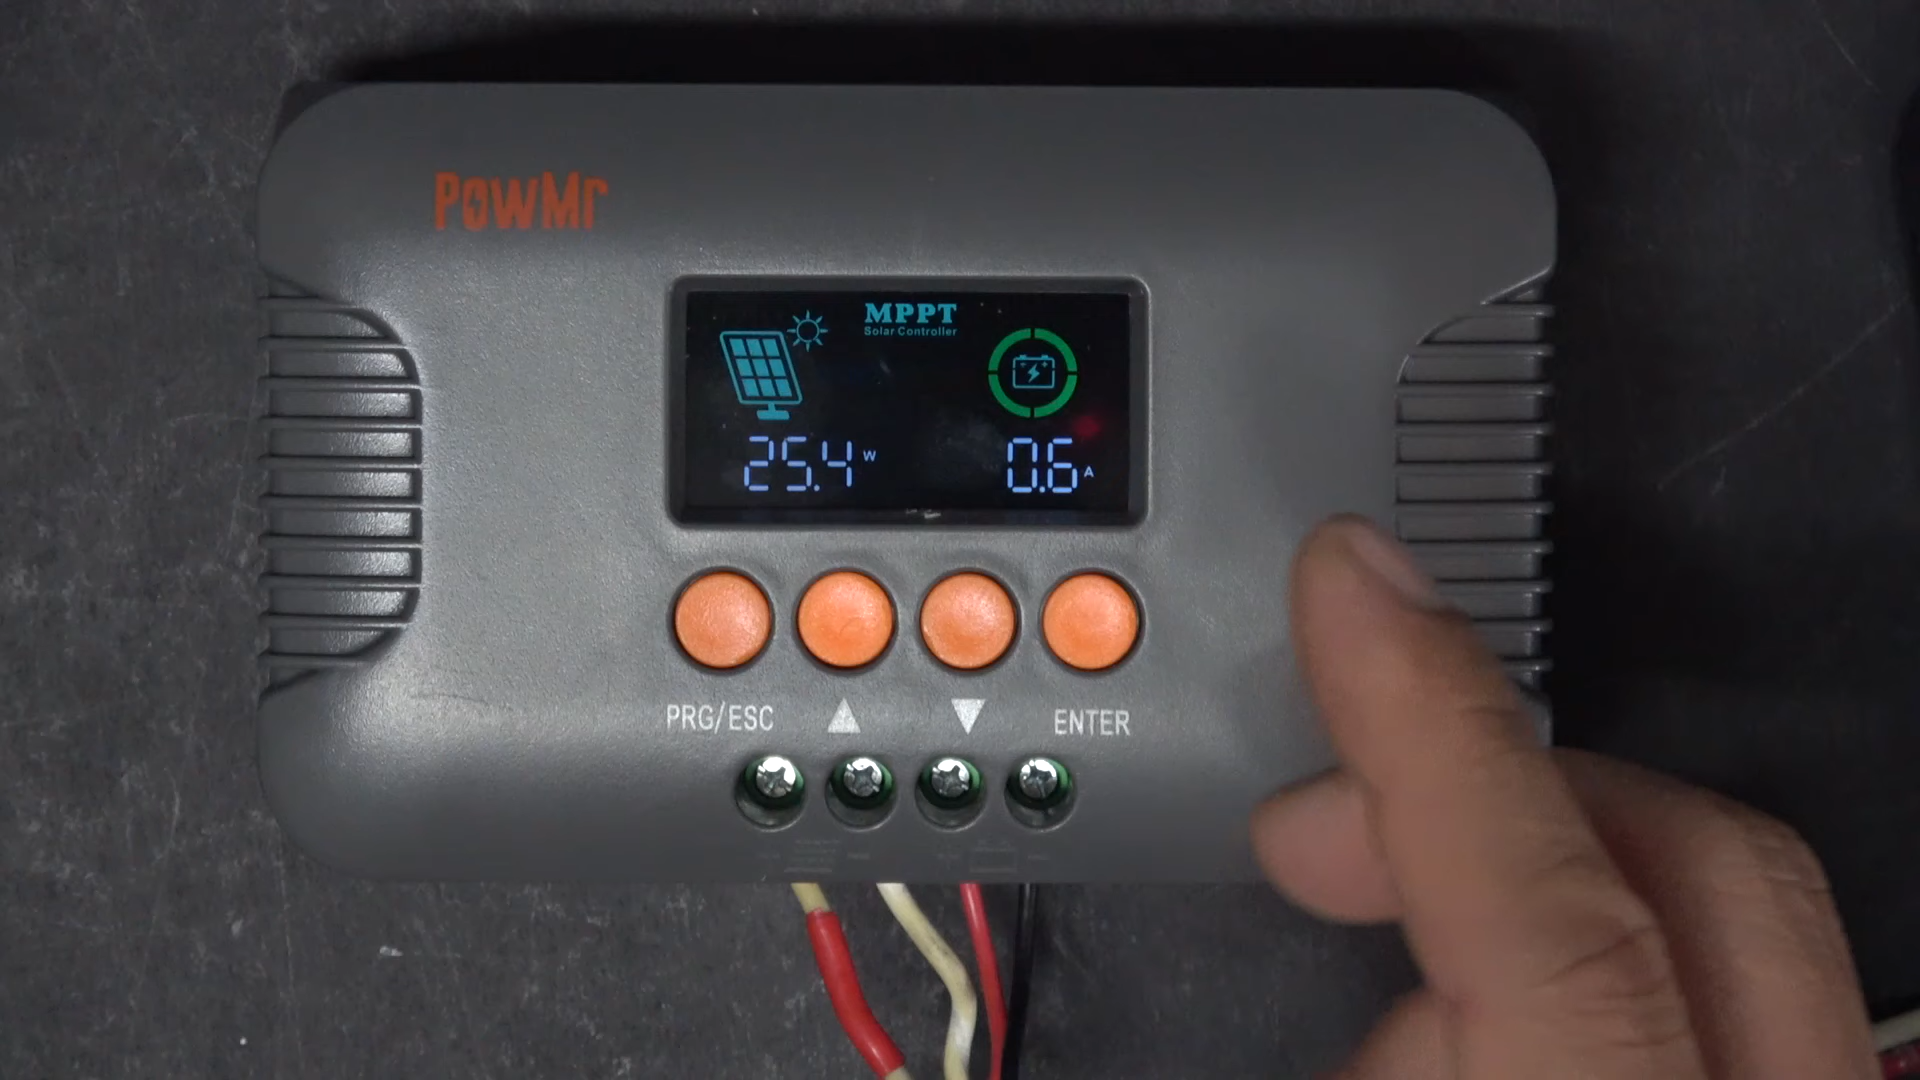 PowMr
MPPT
Solar Controller
25.4 W
0.6 A
PRG/ESC ▲ ▼ ENTER